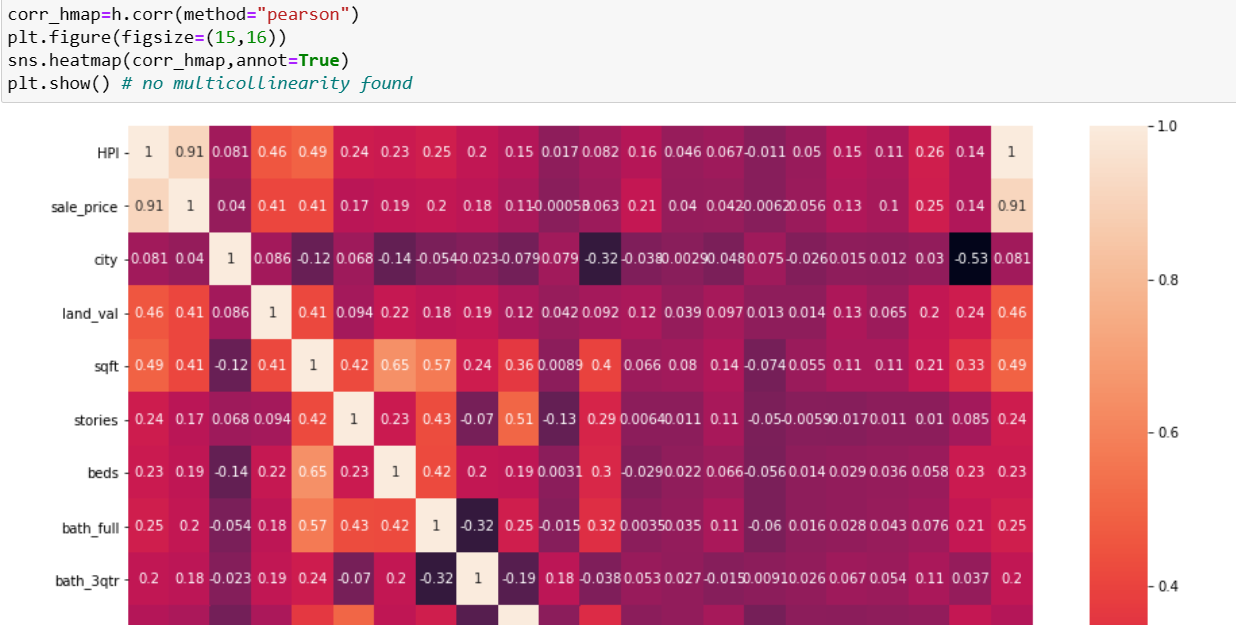 corr_hmap=h.corr(method="pearson")
plt.figure(figsize=(15,16))
sns.heatmap(corr_hmap,annot=True)
plt.show() # no multicollinearity found
HPI 1 0.91 0.081 0.46 0.49 0.24 0.23 0.25 0.2 0.15 0.017 0.082 0.16 0.046 0.067 -0.011 0.05 0.15 0.11 0.26 0.14 1 1.0
sale_price 0.91 1 0.04 0.41 0.41 0.17 0.19 0.2 0.18 0.11 0.063 0.21 0.04 0.042 -0.0062 0.056 0.13 0.1 0.25 0.14 0.91
city 0.081 0.04 1 0.086 -0.12 0.068 -0.14 -0.054 -0.023 -0.079 0.079 -0.32 -0.038 0.0029 -0.048 0.075 -0.026 0.015 0.012 0.03 -0.53 0.081
0.8
land_val 0.46 0.41 0.086 1 0.41 0.094 0.22 0.18 0.19 0.12 0.042 0.092 0.12 0.039 0.097 0.013 0.014 0.13 0.065 0.2 0.24 0.46
sqft 0.49 0.41 -0.12 0.41 1 0.42 0.65 0.57 0.24 0.36 0.0089 0.4 0.066 0.08 0.14 -0.074 0.055 0.11 0.11 0.21 0.33 0.49
stories 0.24 0.17 0.068 0.094 0.42 1 0.23 0.43 -0.07 0.51 -0.13 0.29 0.0064 0.011 0.11 -0.05 -0.0059 -0.017 0.011 0.01 0.085 0.24
0.6
beds 0.23 0.19 -0.14 0.22 0.65 0.23 1 0.42 0.2 0.19 0.0031 0.3 -0.029 0.022 0.066 -0.056 0.014 0.029 0.036 0.058 0.23 0.23
bath_full 0.25 0.2 -0.054 0.18 0.57 0.43 0.42 1 -0.32 0.25 -0.015 0.32 0.0035 0.035 0.11 -0.06 0.016 0.028 0.043 0.076 0.21 0.25
bath_3qtr 0.2 0.18 -0.023 0.19 0.24 -0.07 0.2 -0.32 1 -0.19 0.18 -0.038 0.053 0.027 -0.015 0.0091 0.026 0.067 0.054 0.11 0.037 0.2
0.4